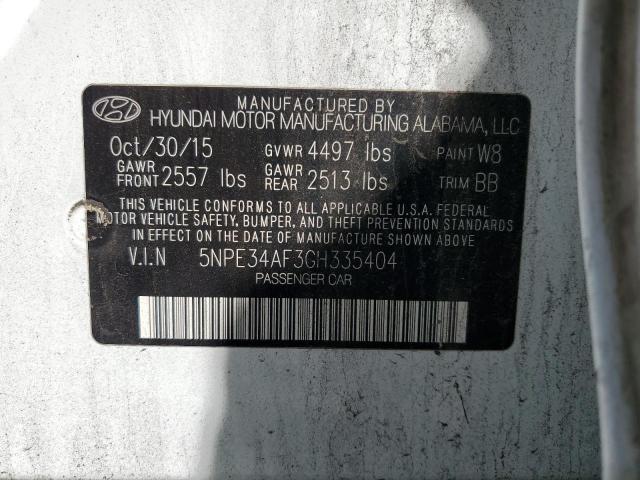 MANUFACTURED BY
HYUNDAI MOTOR MANUFACTURING ALABAMA, LLC
Oct/30/15 GVWR 4497 lbs PAINT W8
GAWR FRONT 2557 lbs GAWR REAR 2513 lbs TRIM BB
THIS VEHICLE CONFORMS TO ALL APPLICABLE U.S.A. FEDERAL
MOTOR VEHICLE SAFETY, BUMPER, AND THEFT PREVENTION STANDARDS
IN EFFECT ON THE DATE OF MANUFACTURE SHOWN ABOVE.
V.I.N 5NPE34AF3GH335404
PASSENGER CAR